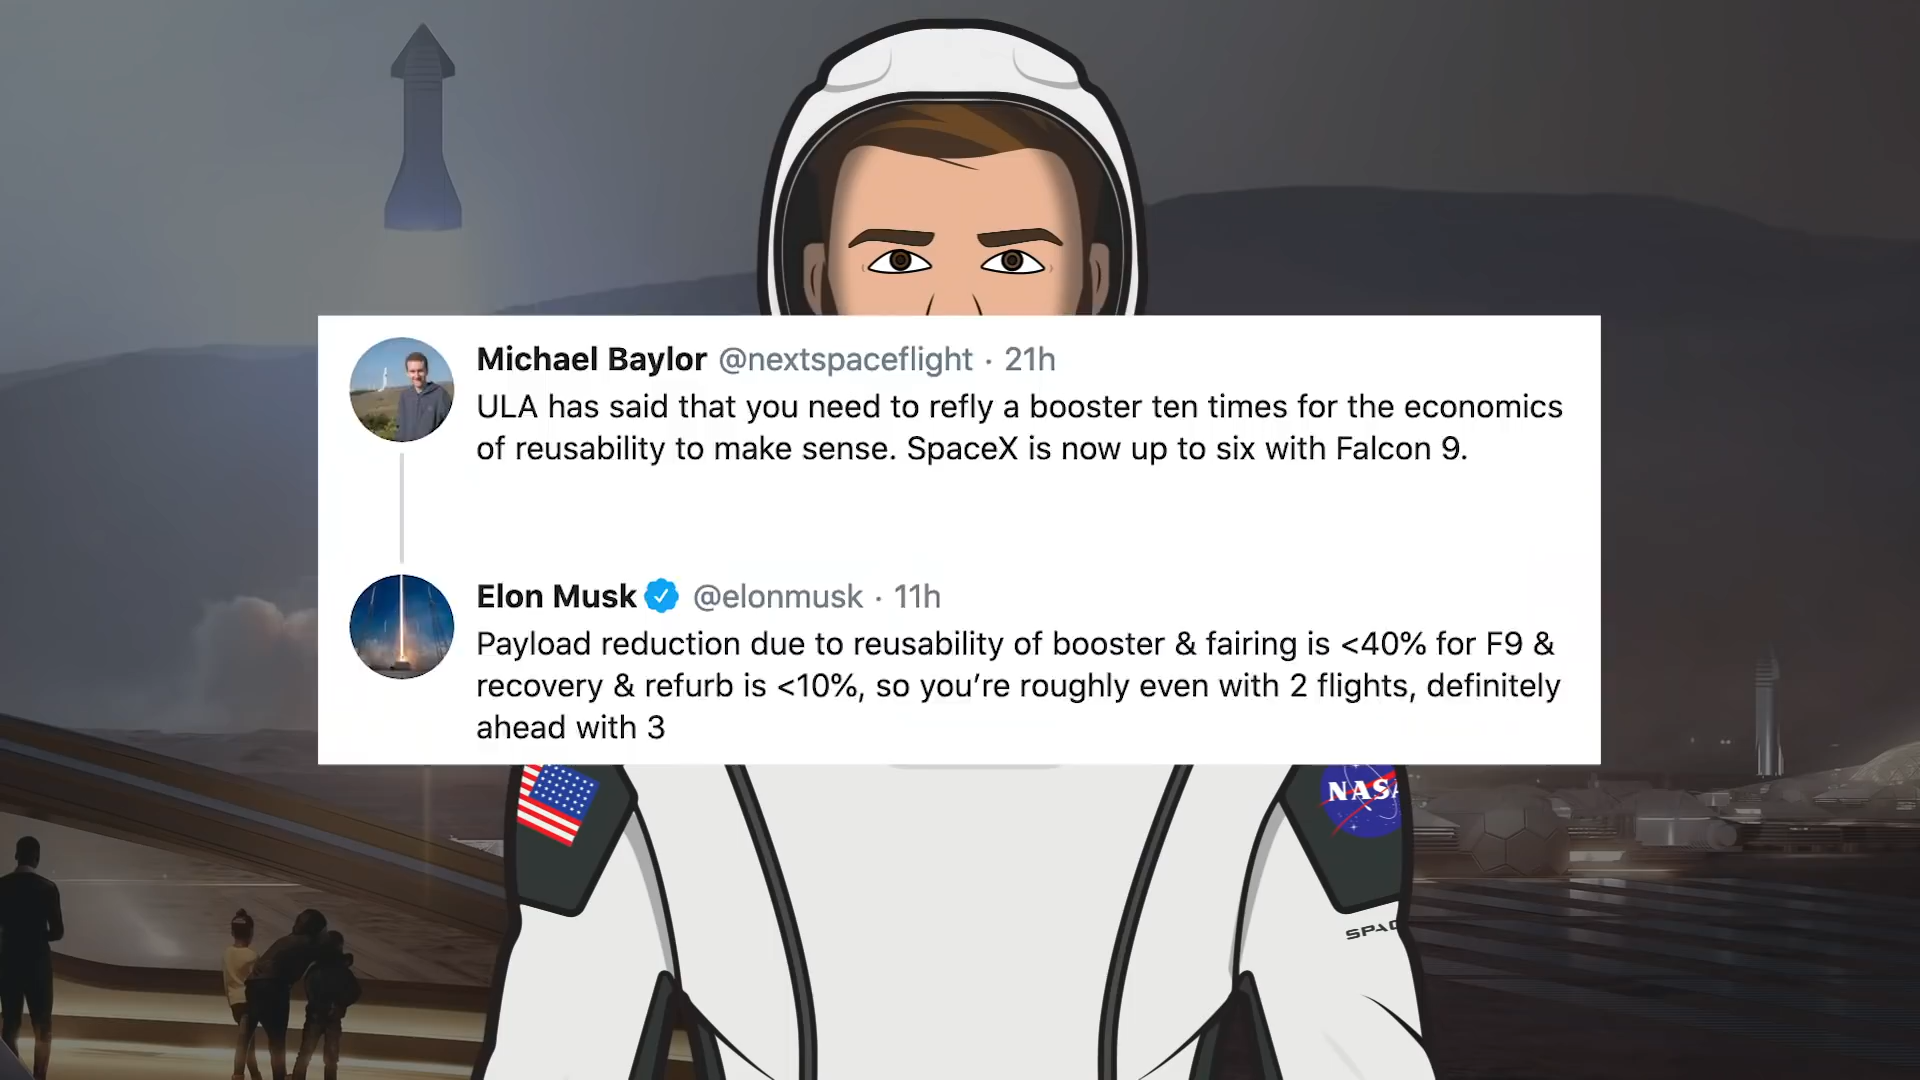 Michael Baylor @nextspaceflight · 21h
ULA has said that you need to refly a booster ten times for the economics
of reusability to make sense. SpaceX is now up to six with Falcon 9.
Elon Musk @elonmusk · 11h
Payload reduction due to reusability of booster & fairing is <40% for F9 &
recovery & refurb is <10%, so you’re roughly even with 2 flights, definitely
ahead with 3
NASA
SPAC